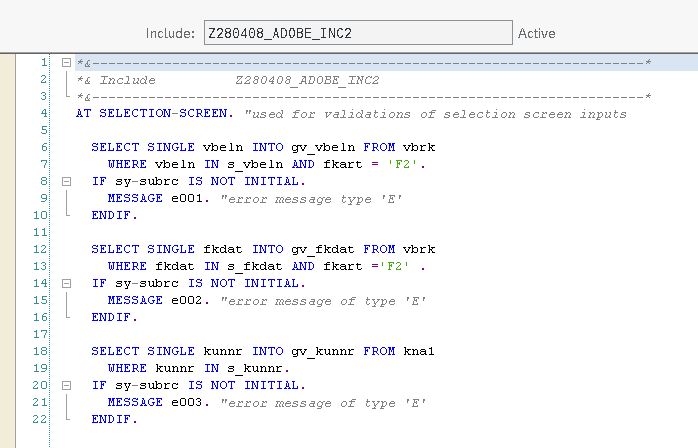 Include: Z280408_ADOBE_INC2 Active
1 *&---------------------------------------------------------------------*
2 *& Include           Z280408_ADOBE_INC2
3 *&---------------------------------------------------------------------*
4 AT SELECTION-SCREEN. "used for validations of selection screen inputs
5
6   SELECT SINGLE vbeln INTO gv_vbeln FROM vbrk
7     WHERE vbeln IN s_vbeln AND fkart = 'F2'.
8   IF sy-subrc IS NOT INITIAL.
9     MESSAGE e001. "error message type 'E'
10   ENDIF.
11
12   SELECT SINGLE fkdat INTO gv_fkdat FROM vbrk
13     WHERE fkdat IN s_fkdat AND fkart ='F2' .
14   IF sy-subrc IS NOT INITIAL.
15     MESSAGE e002. "error message of type 'E'
16   ENDIF.
17
18   SELECT SINGLE kunnr INTO gv_kunnr FROM kna1
19     WHERE kunnr IN s_kunnr.
20   IF sy-subrc IS NOT INITIAL.
21     MESSAGE e003. "error message of type 'E'
22   ENDIF.